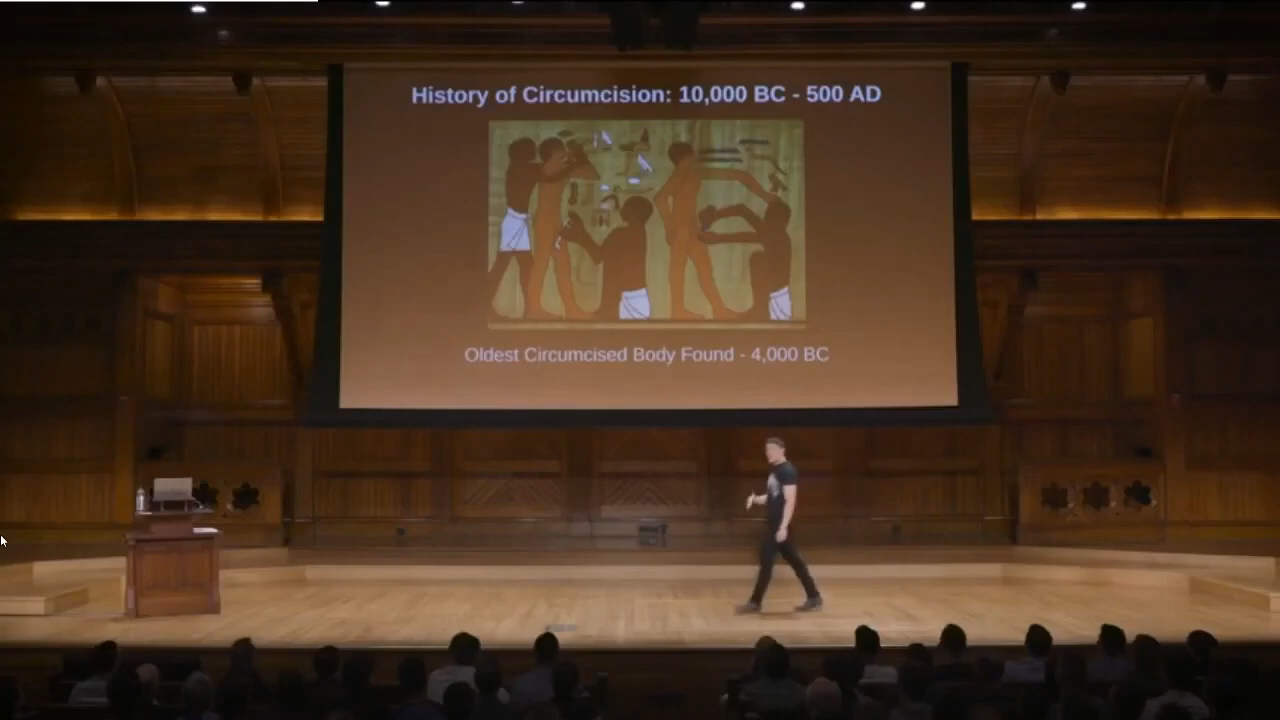 History of Circumcision: 10,000 BC - 500 AD
Oldest Circumcised Body Found - 4,000 BC